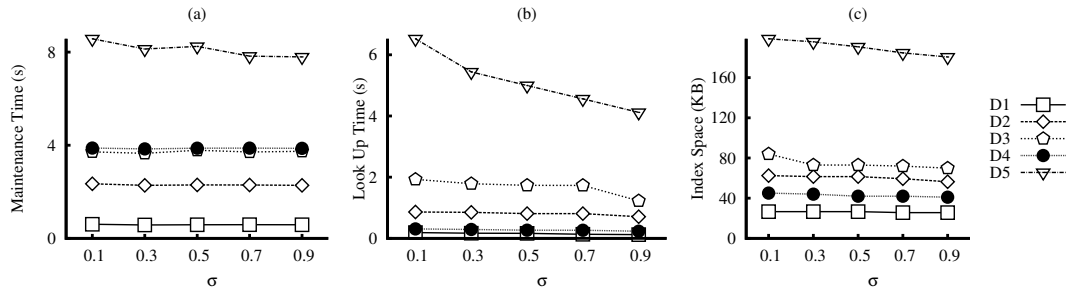 (a)
Maintenance Time (s)
8
4
0
0.1 0.3 0.5 0.7 0.9
σ
(b)
Look Up Time (s)
6
4
2
0
0.1 0.3 0.5 0.7 0.9
σ
(c)
Index Space (KB)
160
120
80
40
0
0.1 0.3 0.5 0.7 0.9
σ
D1
D2
D3
D4
D5